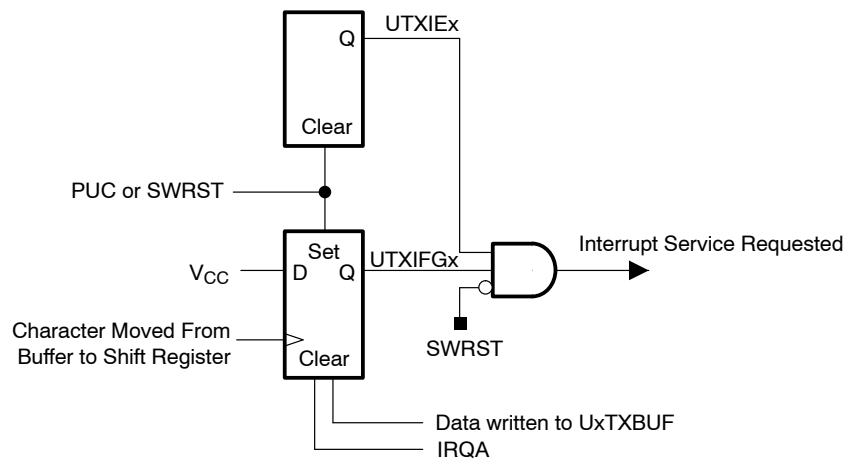 UTXIEx
Q
Clear
PUC or SWRST
Set
UTXIFGx
Interrupt Service Requested
VCC
D
Q
Character Moved From
Buffer to Shift Register
Clear
SWRST
Data written to UxTXBUF
IRQA